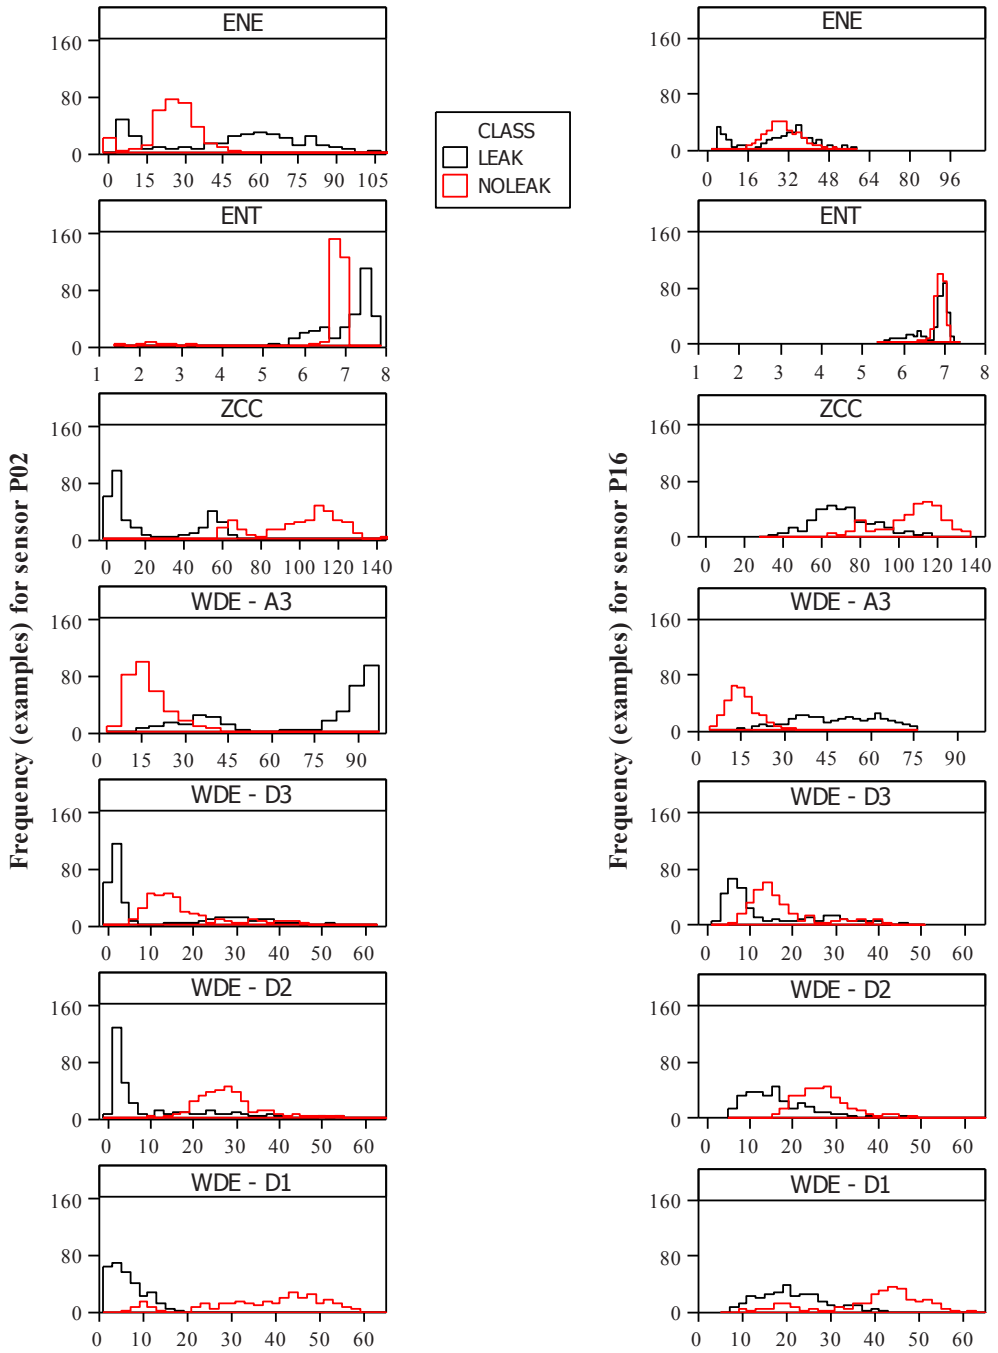 Frequency (examples) for sensor P02
ENE
160
80
0
0 15 30 45 60 75 90 105
ENT
160
80
0
1 2 3 4 5 6 7 8
ZCC
160
80
0
0 20 40 60 80 100 120 140
WDE - A3
160
80
0
0 15 30 45 60 75 90
WDE - D3
160
80
0
0 10 20 30 40 50 60
WDE - D2
160
80
0
0 10 20 30 40 50 60
WDE - D1
160
80
0
0 10 20 30 40 50 60
CLASS
LEAK
NOLEAK
Frequency (examples) for sensor P16
ENE
160
80
0
0 16 32 48 64 80 96
ENT
160
80
0
1 2 3 4 5 6 7 8
ZCC
160
80
0
0 20 40 60 80 100 120 140
WDE - A3
160
80
0
0 15 30 45 60 75 90
WDE - D3
160
80
0
0 10 20 30 40 50 60
WDE - D2
160
80
0
0 10 20 30 40 50 60
WDE - D1
160
80
0
0 10 20 30 40 50 60